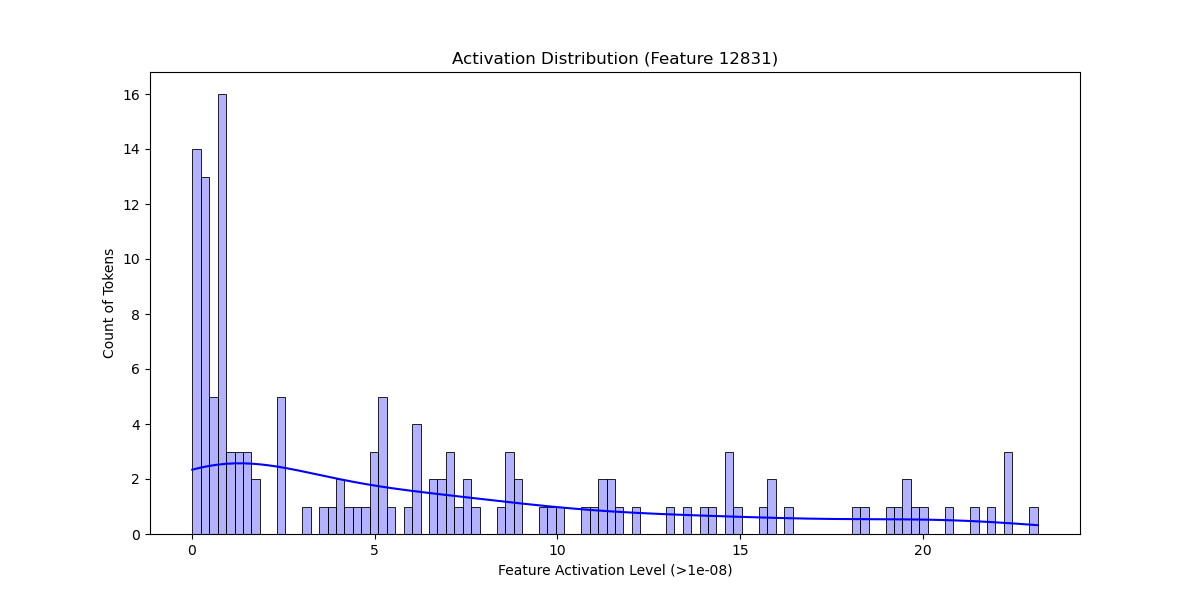 Activation Distribution (Feature 12831)
16
14
12
10
8
6
4
2
0
Count of Tokens
0 5 10 15 20
Feature Activation Level (>1e-08)